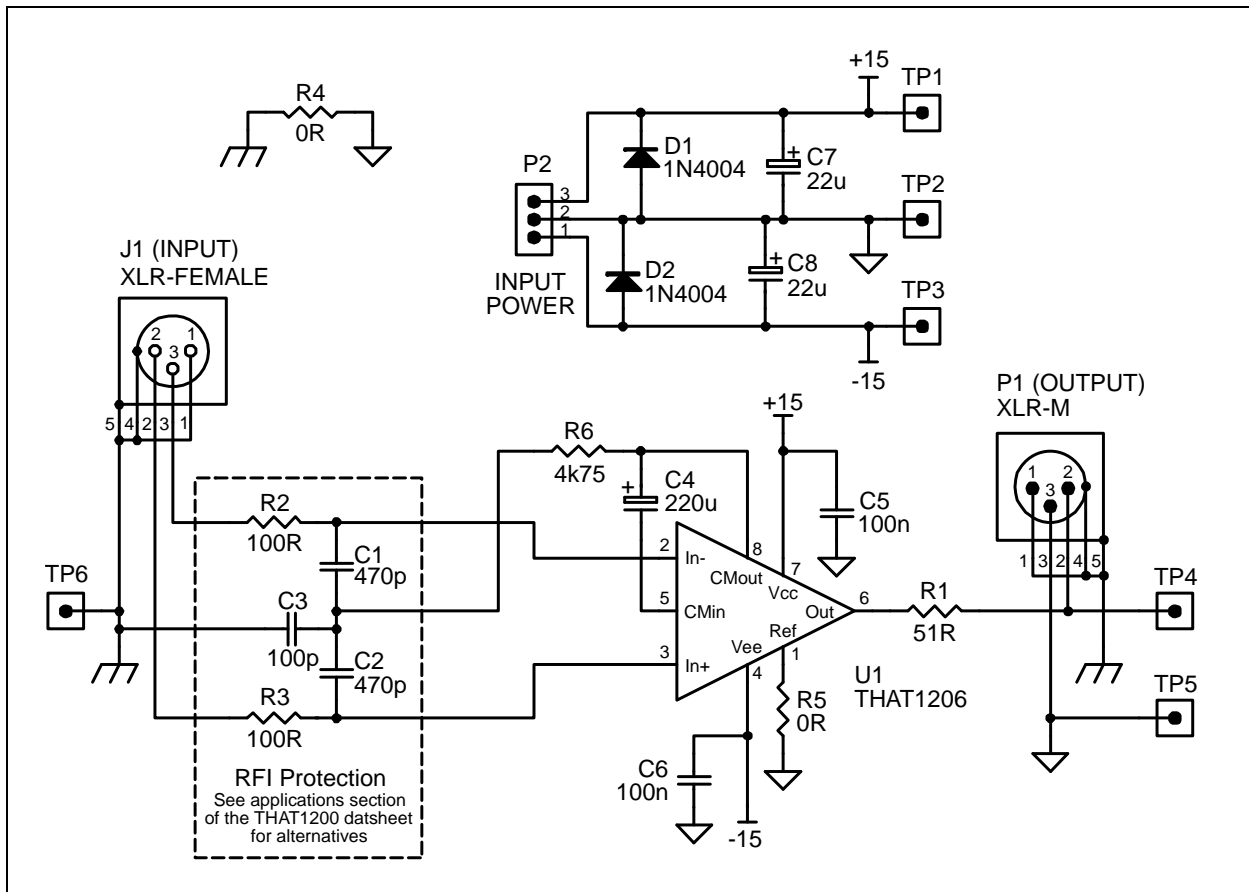 R4
0R
+15
TP1
D1
1N4004
+
C7
22u
P2
3
2
1
TP2
INPUT
POWER
D2
1N4004
+
C8
22u
TP3
-15
J1 (INPUT)
XLR-FEMALE
2
3
1
5
4
2
3
1
P1 (OUTPUT)
XLR-M
1
3
2
1
3
2
4
5
+15
R6
4k75
+
C4
220u
C5
100n
R2
100R
C1
470p
C3
100p
C2
470p
R3
100R
TP6
2
In-
5
CMin
3
In+
8
CMout
7
Vcc
6
Out
Ref
1
Vee
4
R1
51R
TP4
TP5
U1
THAT1206
R5
0R
C6
100n
-15
RFI Protection
See applications section
of the THAT1200 datsheet
for alternatives